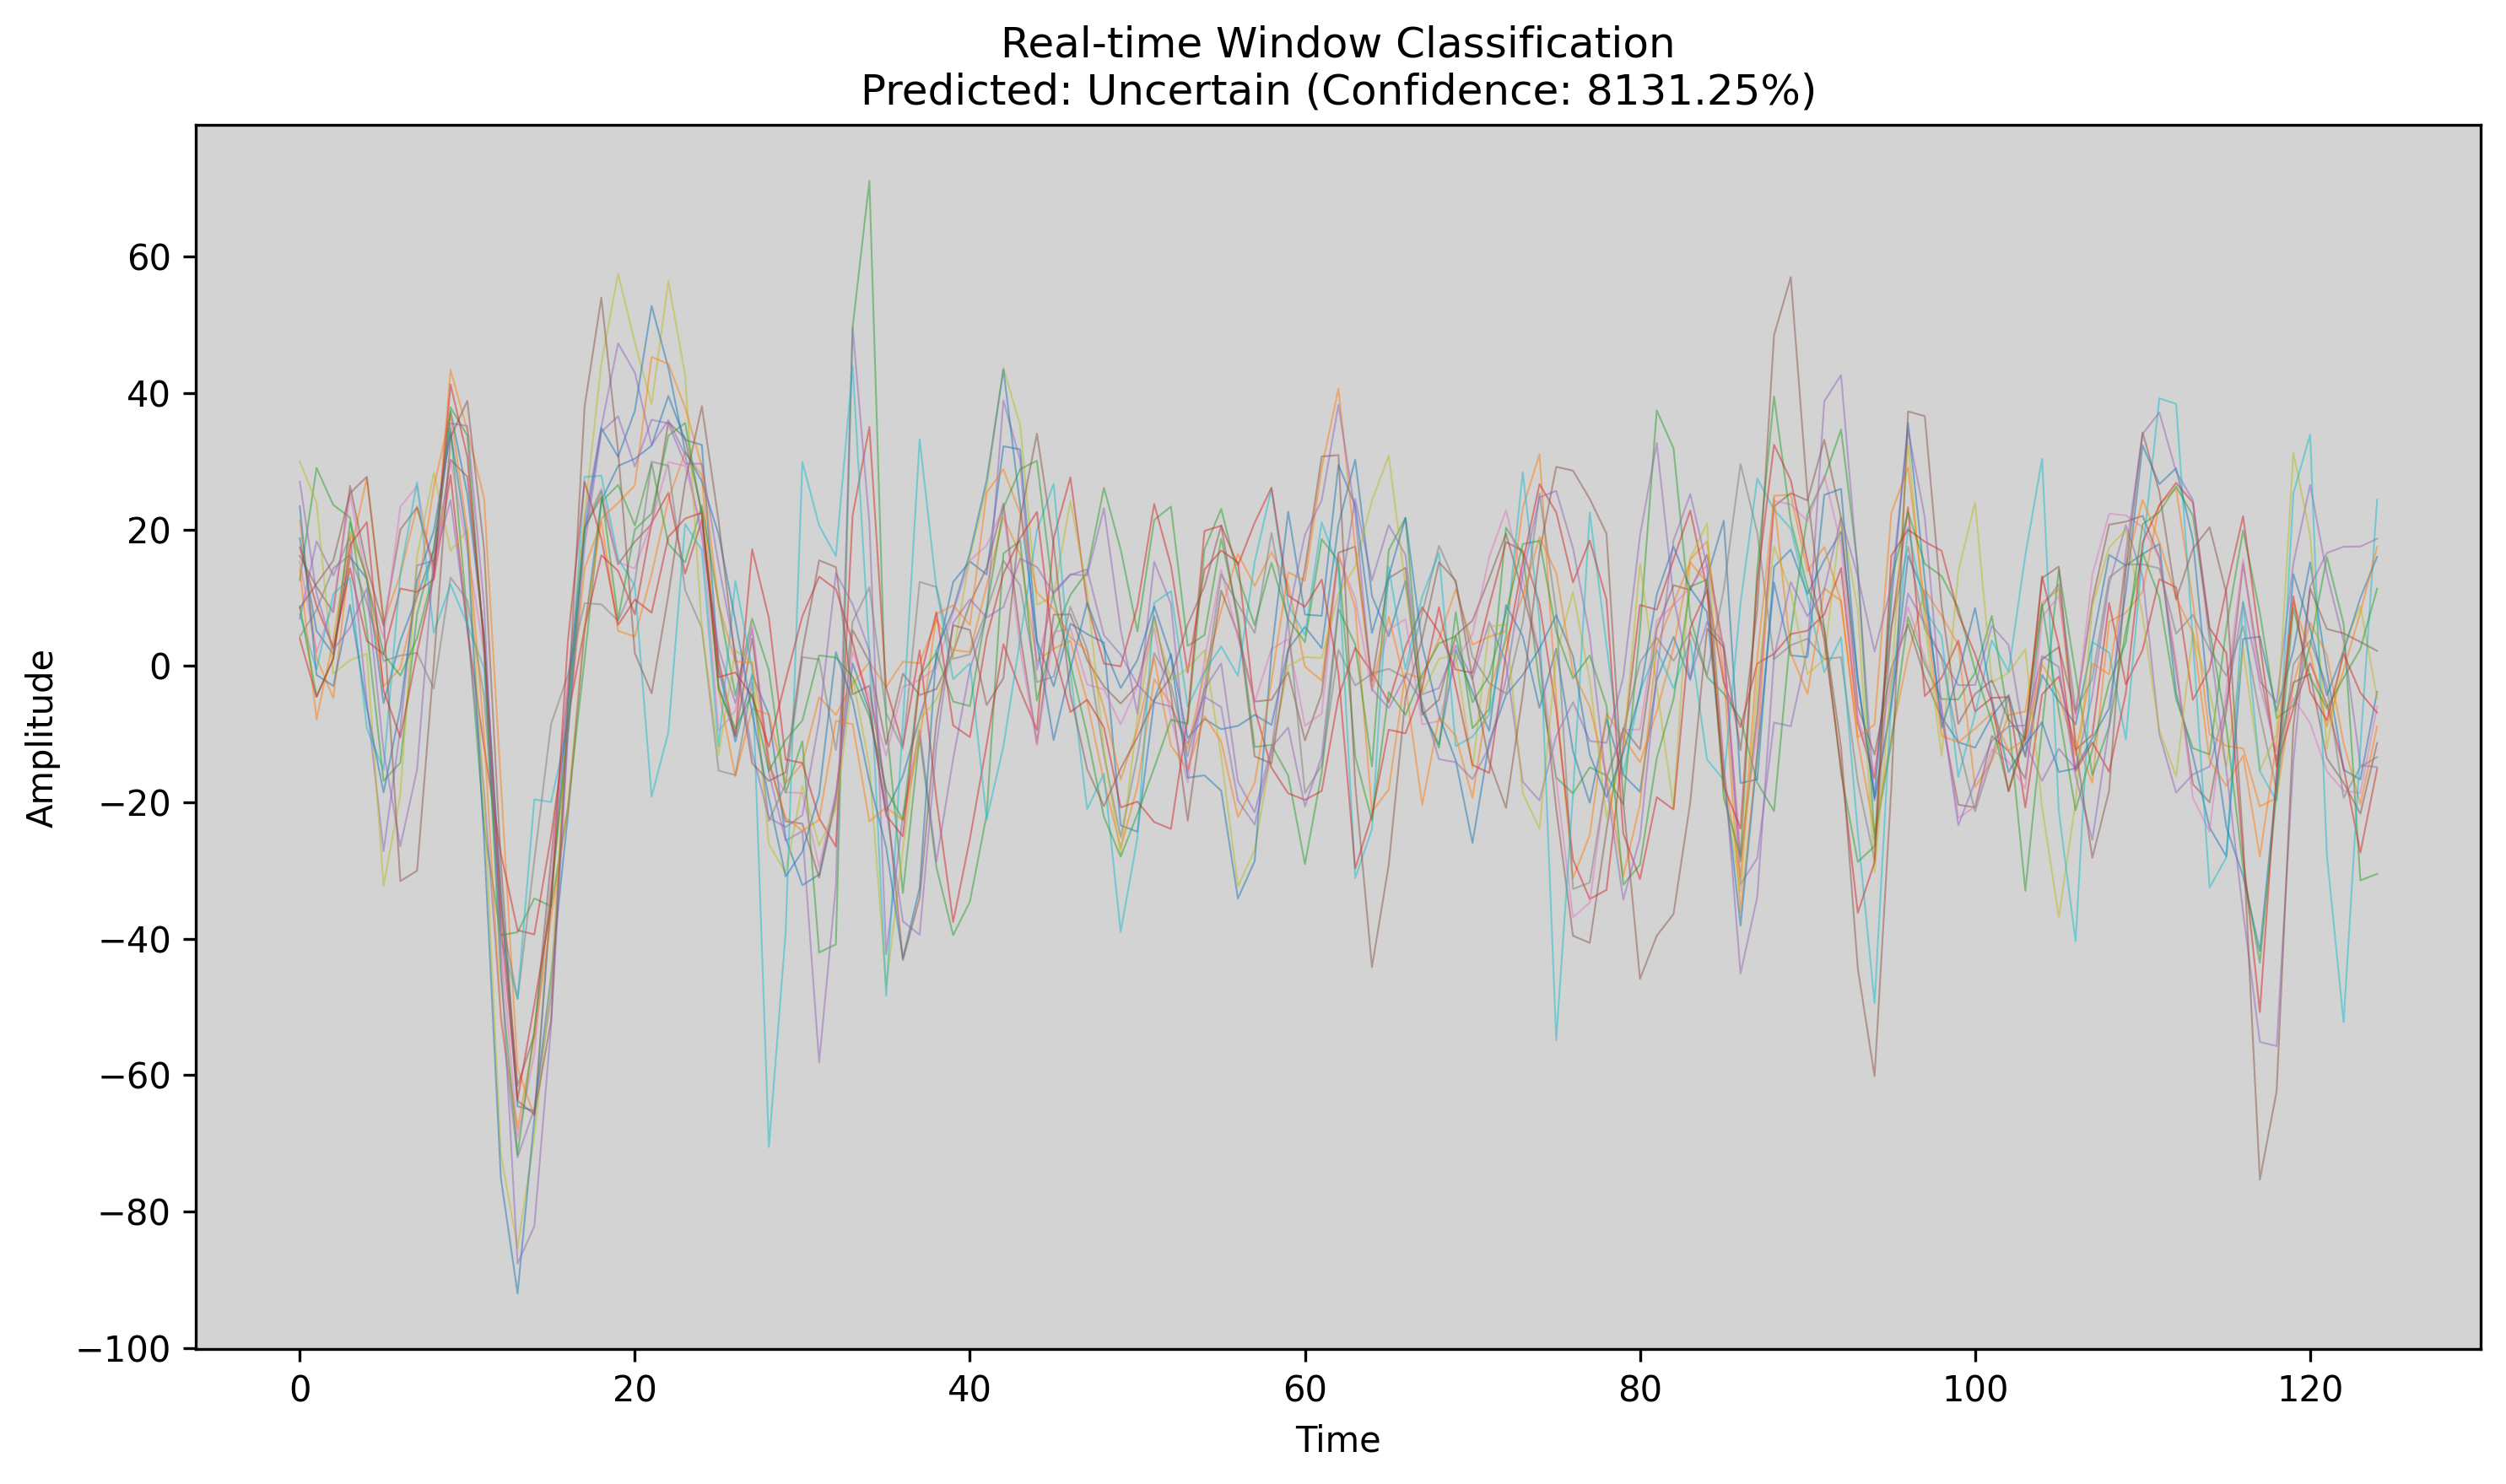 Real-time Window Classification
Predicted: Uncertain (Confidence: 8131.25%)
Amplitude
60
40
20
0
−20
−40
−60
−80
−100
0 20 40 60 80 100 120
Time